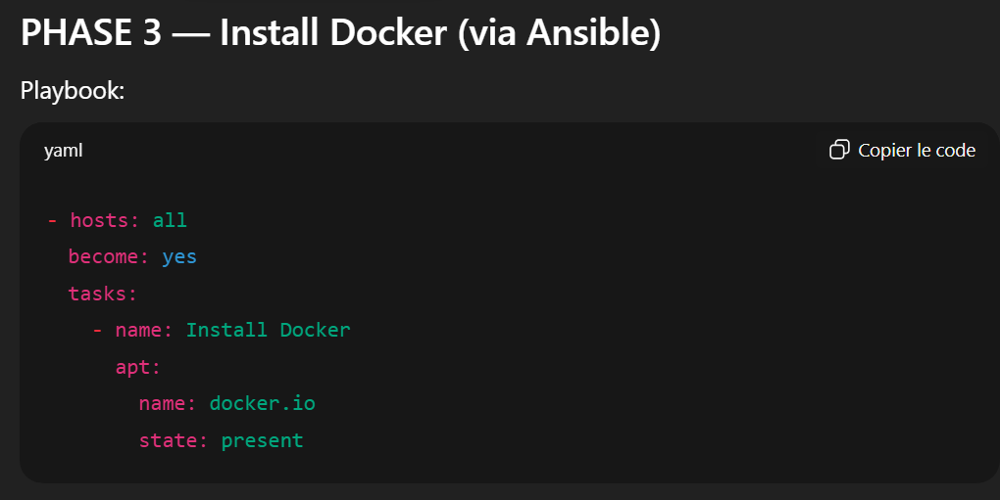 PHASE 3 — Install Docker (via Ansible)
Playbook:
yaml
Copier le code
- hosts: all
  become: yes
  tasks:
    - name: Install Docker
      apt:
        name: docker.io
        state: present